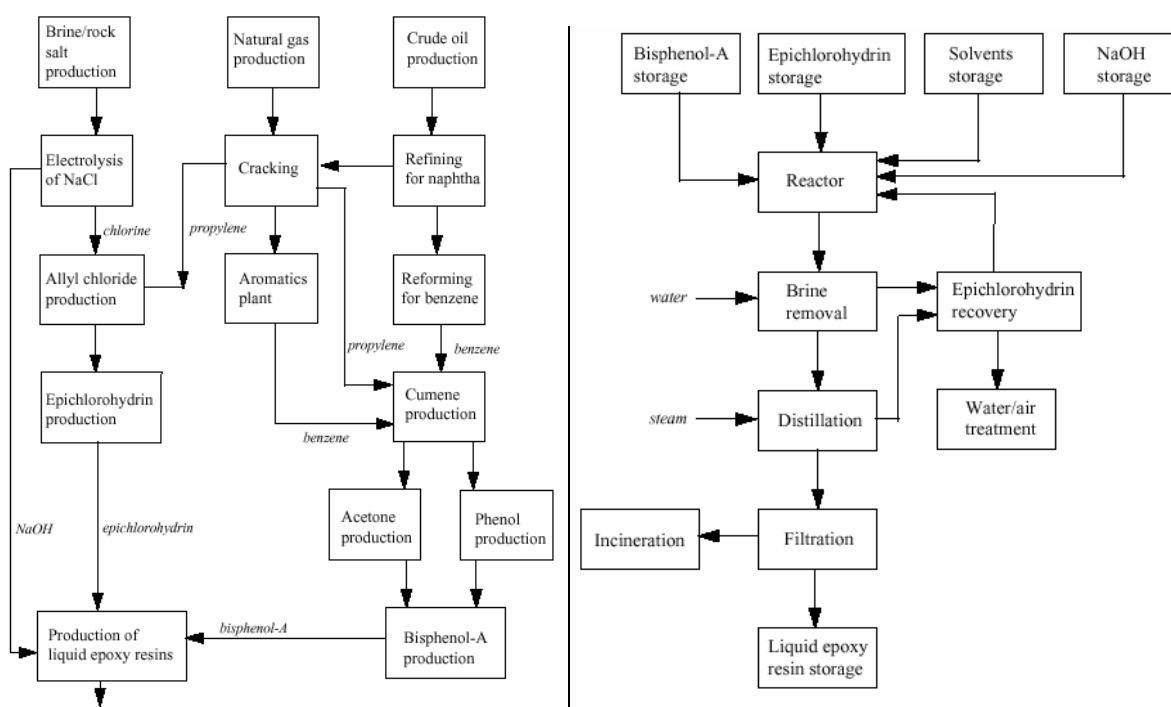 Brine/rock
salt
production
Natural gas
production
Crude oil
production
Electrolysis
of NaCl
Cracking
Refining
for naphtha
chlorine
propylene
Allyl chloride
production
Aromatics
plant
Reforming
for benzene
propylene
benzene
Epichlorohydrin
production
Cumene
production
benzene
Acetone
production
Phenol
production
NaOH
epichlorohydrin
Production of
liquid epoxy resins
bisphenol-A
Bisphenol-A
production
Bisphenol-A
storage
Epichlorohydrin
storage
Solvents
storage
NaOH
storage
Reactor
water
Brine
removal
Epichlorohydrin
recovery
steam
Distillation
Water/air
treatment
Incineration
Filtration
Liquid epoxy
resin storage